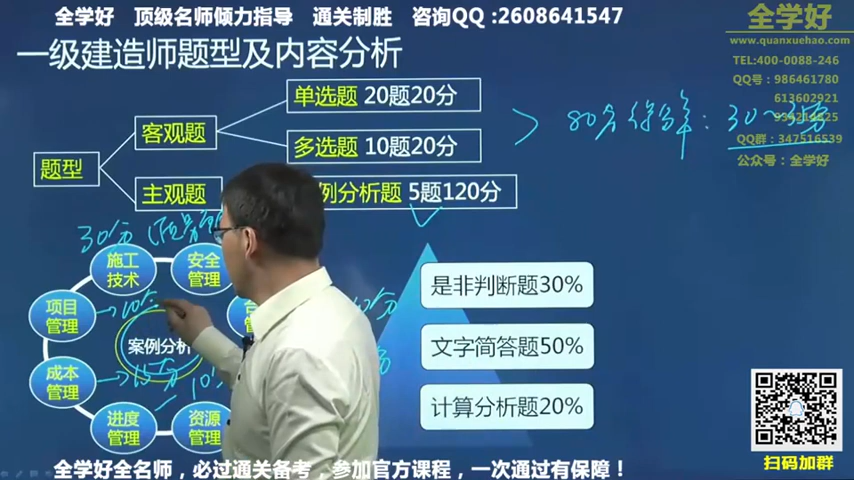 全学好 顶级名师倾力指导 通关制胜 咨询QQ :2608641547
全学好
www.quanxuehao.com
TEL:400-0088-246
QQ号：986461780
613602921
QQ群：347516539
公众号：全学好
一级建造师题型及内容分析
题型
客观题
单选题 20题20分
多选题 10题20分
主观题
例分析题 5题120分
30分
施工
技术
安全
管理
项目
管理
10分
案例分析
成本
管理
15分
进度
管理
资源
管理
是非判断题30%
文字简答题50%
计算分析题20%
扫码加群
全学好全名师，必过通关备考，参加官方课程，一次通过有保障！